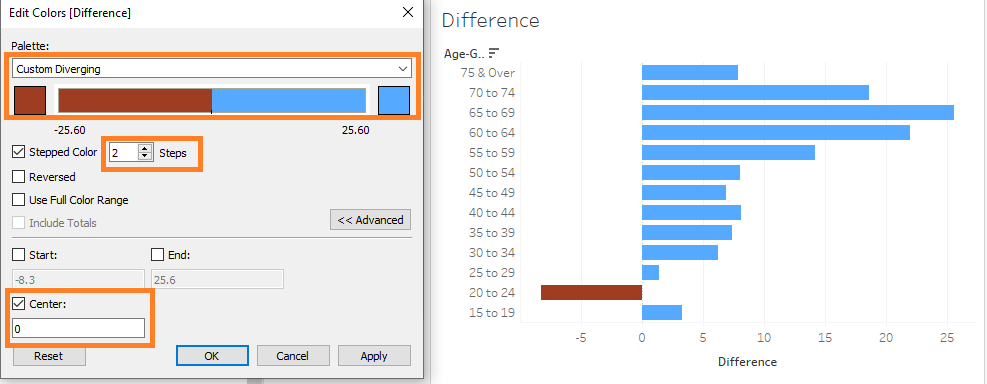 Edit Colors [Difference]
Palette:
Custom Diverging
-25.60 25.60
Stepped Color 2 Steps
Reversed
Use Full Color Range
Include Totals
<< Advanced
Start: End:
-8.3 25.6
Center:
0
Reset OK Cancel Apply
Difference
Age-G..
75 & Over
70 to 74
65 to 69
60 to 64
55 to 59
50 to 54
45 to 49
40 to 44
35 to 39
30 to 34
25 to 29
20 to 24
15 to 19
-5 0 5 10 15 20 25
Difference